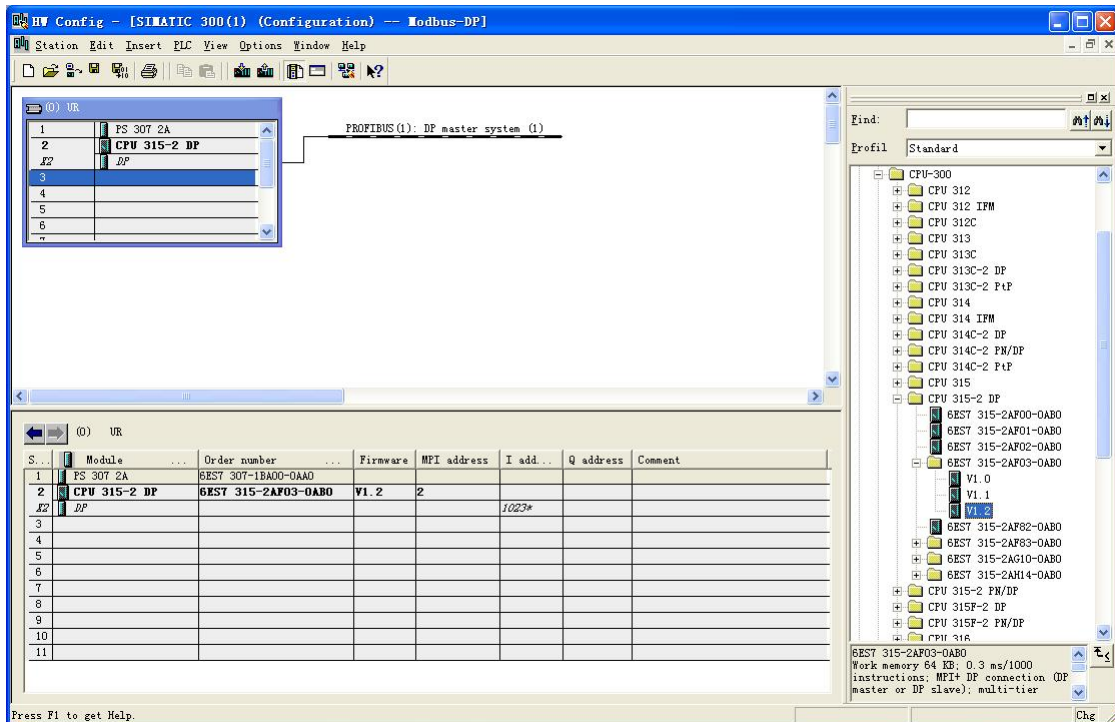 HW Config - [SIMATIC 300(1) (Configuration) -- Modbus-DP]
Station Edit Insert PLC View Options Window Help
(0) UR
1 PS 307 2A
2 CPU 315-2 DP
X2 DP
3
4
5
6
7
PROFIBUS(1): DP master system (1)
(0) UR
S... Module ... Order number ... Firmware MPI address I add... Q address Comment
1 PS 307 2A 6ES7 307-1BA00-0AA0
2 CPU 315-2 DP 6ES7 315-2AF03-0AB0 V1.2 2
X2 DP 1023*
3
4
5
6
7
8
9
10
11
Find:
Profil Standard
CPU-300
CPU 312
CPU 312 IFM
CPU 312C
CPU 313
CPU 313C
CPU 313C-2 DP
CPU 313C-2 PtP
CPU 314
CPU 314 IFM
CPU 314C-2 DP
CPU 314C-2 PN/DP
CPU 314C-2 PtP
CPU 315
CPU 315-2 DP
6ES7 315-2AF00-0AB0
6ES7 315-2AF01-0AB0
6ES7 315-2AF02-0AB0
6ES7 315-2AF03-0AB0
V1.0
V1.1
V1.2
6ES7 315-2AF82-0AB0
6ES7 315-2AF83-0AB0
6ES7 315-2AG10-0AB0
6ES7 315-2AH14-0AB0
CPU 315-2 PN/DP
CPU 315F-2 DP
CPU 315F-2 PN/DP
CPU 316
6ES7 315-2AF03-0AB0
Work memory 64 KB; 0.3 ms/1000
instructions; MPI+ DP connection (DP
master or DP slave); multi-tier
Press F1 to get Help.
Chg